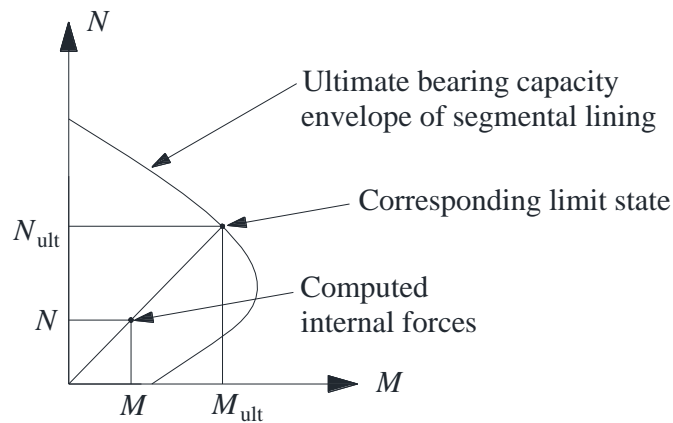 N
Ultimate bearing capacity
envelope of segmental lining
Corresponding limit state
N_ult
Computed
internal forces
N
M
M
M_ult